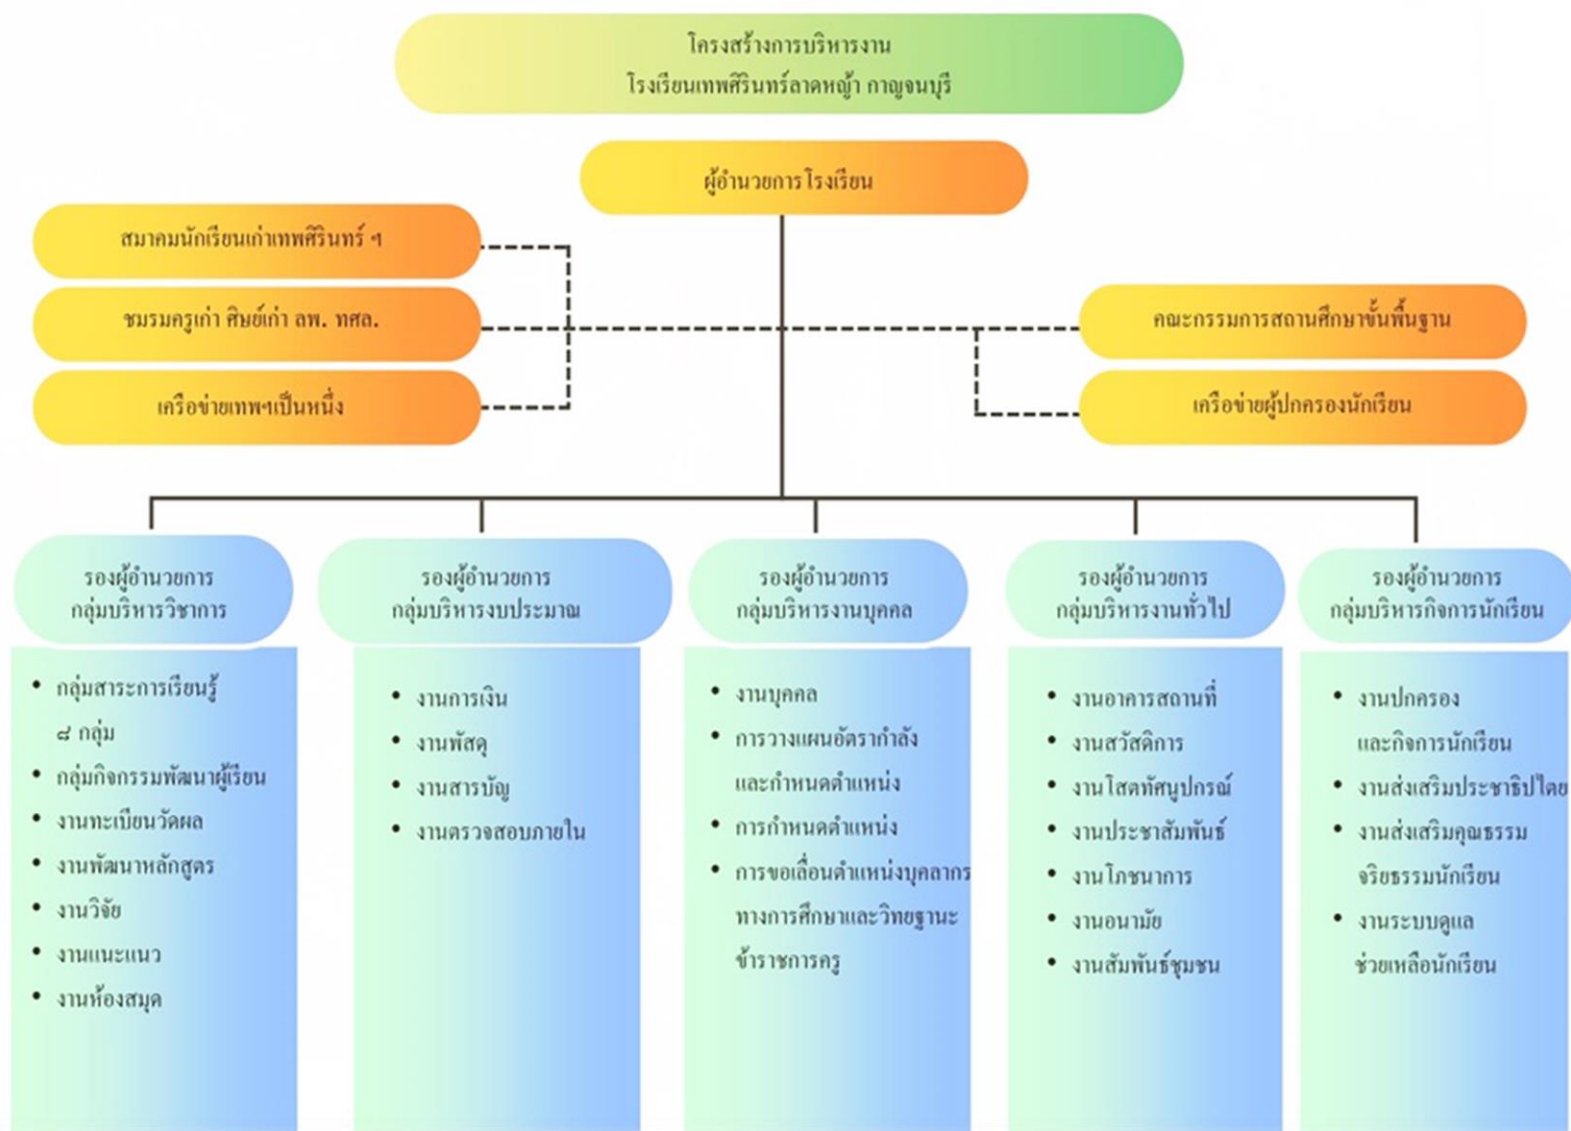 โครงสร้างการบริหารงาน
โรงเรียนเทพศิรินทร์ลาดหญ้า กาญจนบุรี
ผู้อำนวยการโรงเรียน
สมาคมนักเรียนเก่าเทพศิรินทร์ ฯ
ชมรมครูเก่า ศิษย์เก่า ลพ. ทศล.
เครือข่ายเทพฯเป็นหนึ่ง
คณะกรรมการสถานศึกษาขั้นพื้นฐาน
เครือข่ายผู้ปกครองนักเรียน
รองผู้อำนวยการ
กลุ่มบริหารวิชาการ
• กลุ่มสาระการเรียนรู้
๘ กลุ่ม
• กลุ่มกิจกรรมพัฒนาผู้เรียน
• งานทะเบียนวัดผล
• งานพัฒนาหลักสูตร
• งานวิจัย
• งานแนะแนว
• งานห้องสมุด
รองผู้อำนวยการ
กลุ่มบริหารงบประมาณ
• งานการเงิน
• งานพัสดุ
• งานสารบัญ
• งานตรวจสอบภายใน
รองผู้อำนวยการ
กลุ่มบริหารงานบุคคล
• งานบุคคล
• การวางแผนอัตรากำลัง
และกำหนดตำแหน่ง
• การกำหนดตำแหน่ง
• การขอเลื่อนตำแหน่งบุคลากร
ทางการศึกษาและวิทยฐานะ
ข้าราชการครู
รองผู้อำนวยการ
กลุ่มบริหารงานทั่วไป
• งานอาคารสถานที่
• งานสวัสดิการ
• งานโสตทัศนูปกรณ์
• งานประชาสัมพันธ์
• งานโภชนาการ
• งานอนามัย
• งานสัมพันธ์ชุมชน
รองผู้อำนวยการ
กลุ่มบริหารกิจการนักเรียน
• งานปกครอง
และกิจการนักเรียน
• งานส่งเสริมประชาธิปไตย
• งานส่งเสริมคุณธรรม
จริยธรรมนักเรียน
• งานระบบดูแล
ช่วยเหลือนักเรียน